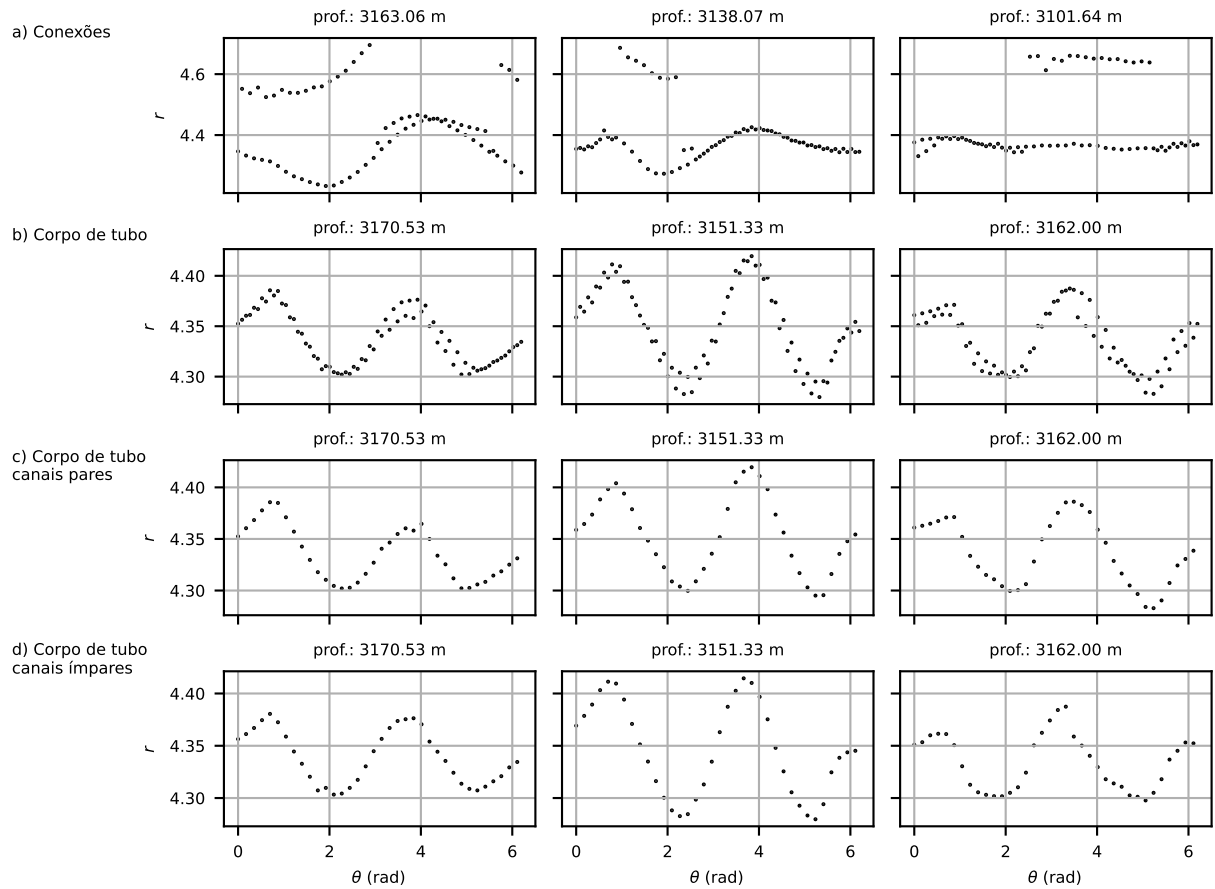 a) Conexões
prof.: 3163.06 m
prof.: 3138.07 m
prof.: 3101.64 m
4.6
r
4.4
b) Corpo de tubo
prof.: 3170.53 m
prof.: 3151.33 m
prof.: 3162.00 m
4.40
4.35
r
4.30
c) Corpo de tubo
canais pares
prof.: 3170.53 m
prof.: 3151.33 m
prof.: 3162.00 m
4.40
4.35
r
4.30
d) Corpo de tubo
canais ímpares
prof.: 3170.53 m
prof.: 3151.33 m
prof.: 3162.00 m
4.40
4.35
r
4.30
0 2 4 6
0 2 4 6
0 2 4 6
θ (rad)
θ (rad)
θ (rad)